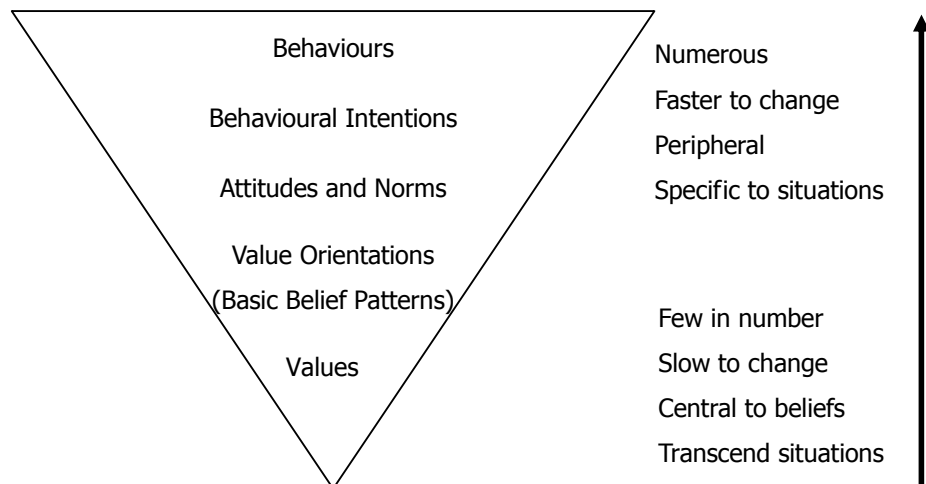 Behaviours
Behavioural Intentions
Attitudes and Norms
Value Orientations
(Basic Belief Patterns)
Values
Numerous
Faster to change
Peripheral
Specific to situations
Few in number
Slow to change
Central to beliefs
Transcend situations